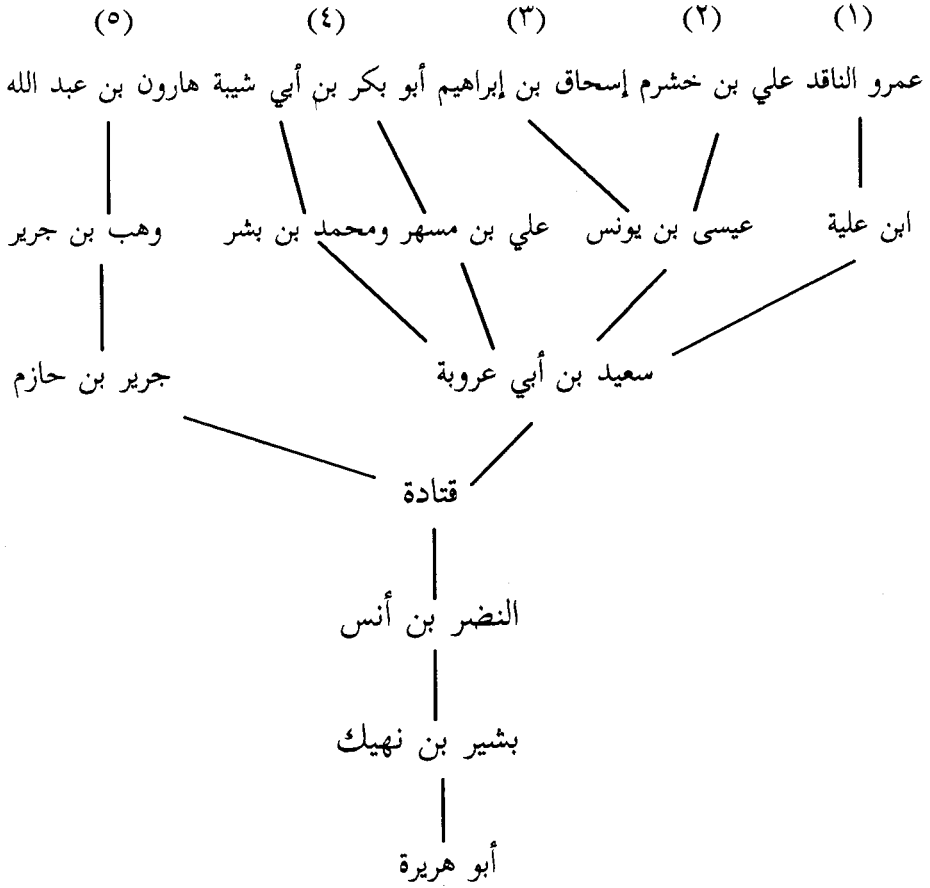 (١) (٢) (٣) (٤) (٥)
عمرو الناقد علي بن خشرم إسحاق بن إبراهيم أبو بكر بن أبي شيبة هارون بن عبد الله
ابن علية عيسى بن يونس علي بن مسهر ومحمد بن بشر وهب بن جرير
سعيد بن أبي عروبة جرير بن حازم
قتادة
النضر بن أنس
بشير بن نهيك
أبو هريرة